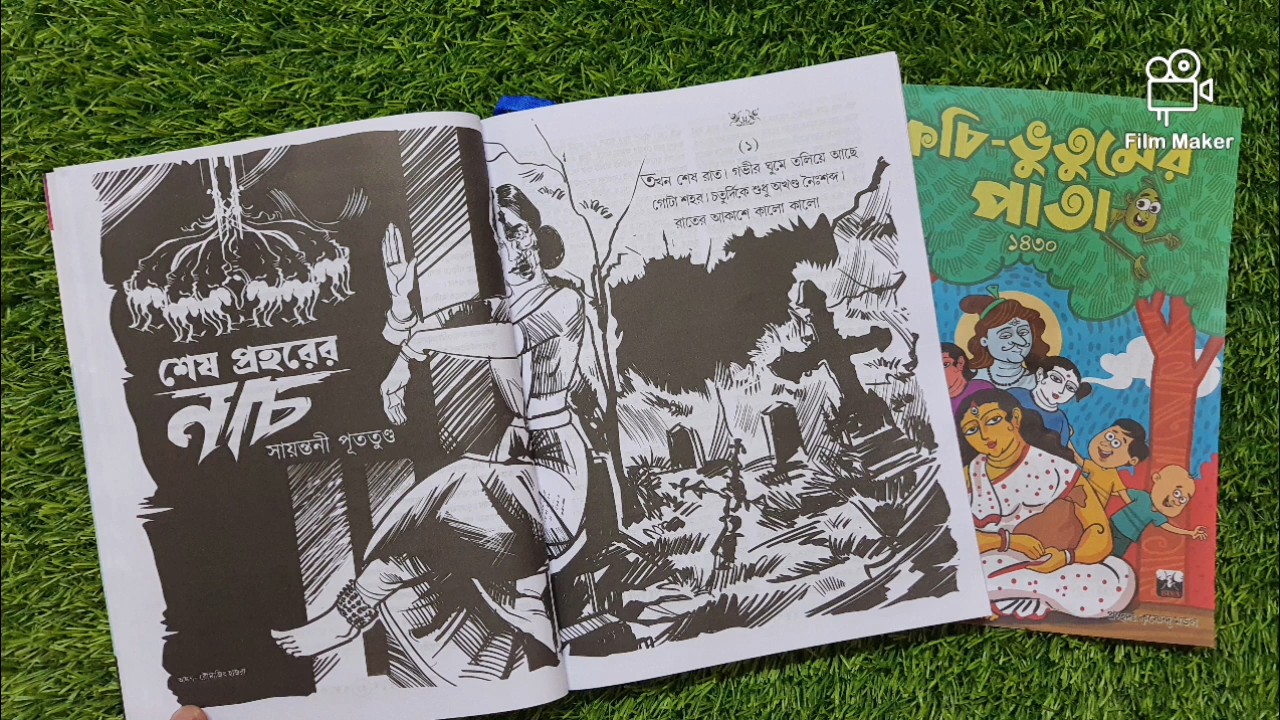 শেষ প্রহরের
নাচ
সায়ন্তনী পূততুণ্ড
(১)
তখন শেষ রাত। গভীর ঘুমে তলিয়ে আছে
গোটা শহর। চতুর্দিকে শুধু অখণ্ড নৈঃশব্দ।
রাতের আকাশে কালো কালো
কচি-ভুতুমের
পাতা
১৪৩০
Film Maker